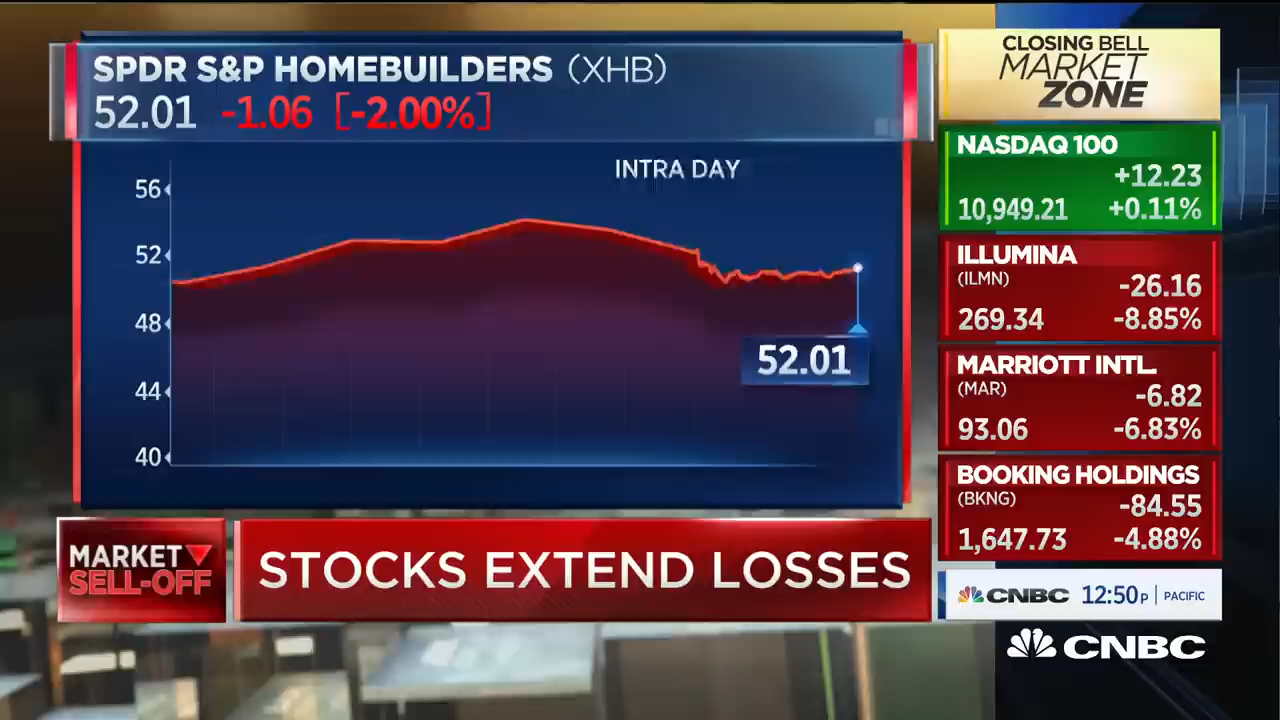 SPDR S&P HOMEBUILDERS (XHB)
52.01 -1.06 [-2.00%]
INTRA DAY
56
52
48
44
40
52.01
MARKET
SELL-OFF
STOCKS EXTEND LOSSES
CLOSING BELL
MARKET
ZONE
NASDAQ 100
+12.23
10,949.21 +0.11%
ILLUMINA
(ILMN) -26.16
269.34 -8.85%
MARRIOTT INTL.
(MAR) -6.82
93.06 -6.83%
BOOKING HOLDINGS
(BKNG) -84.55
1,647.73 -4.88%
CNBC 12:50P | PACIFIC
CNBC